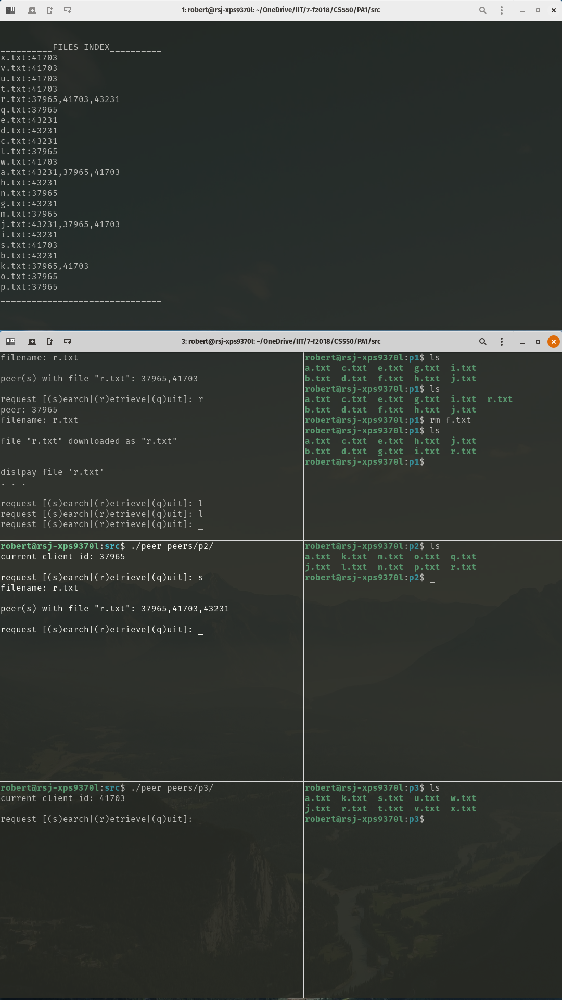 1: robert@rsj-xps9370l: ~/OneDrive/IIT/7-f2018/CS550/PA1/src
__________FILES INDEX__________
x.txt:41703
v.txt:41703
u.txt:41703
t.txt:41703
r.txt:37965,41703,43231
q.txt:37965
e.txt:43231
d.txt:43231
c.txt:43231
l.txt:37965
w.txt:41703
a.txt:43231,37965,41703
h.txt:43231
n.txt:37965
g.txt:43231
m.txt:37965
j.txt:43231,37965,41703
i.txt:43231
s.txt:41703
b.txt:43231
k.txt:37965,41703
o.txt:37965
p.txt:37965
_______________________________
_
3: robert@rsj-xps9370l: ~/OneDrive/IIT/7-f2018/CS550/PA1/src
filename: r.txt
peer(s) with file "r.txt": 37965,41703
request [(s)earch|(r)etrieve|(q)uit]: r
peer: 37965
filename: r.txt
file "r.txt" downloaded as "r.txt"
dislpay file 'r.txt'
. . .
request [(s)earch|(r)etrieve|(q)uit]: l
request [(s)earch|(r)etrieve|(q)uit]: l
request [(s)earch|(r)etrieve|(q)uit]: _
robert@rsj-xps9370l:p1$ ls
a.txt  c.txt  e.txt  g.txt  i.txt
b.txt  d.txt  f.txt  h.txt  j.txt
robert@rsj-xps9370l:p1$ ls
a.txt  c.txt  e.txt  g.txt  i.txt  r.txt
b.txt  d.txt  f.txt  h.txt  j.txt
robert@rsj-xps9370l:p1$ rm f.txt
robert@rsj-xps9370l:p1$ ls
a.txt  c.txt  e.txt  h.txt  j.txt
b.txt  d.txt  g.txt  i.txt  r.txt
robert@rsj-xps9370l:p1$ _
robert@rsj-xps9370l:src$ ./peer peers/p2/
current client id: 37965
request [(s)earch|(r)etrieve|(q)uit]: s
filename: r.txt
peer(s) with file "r.txt": 37965,41703,43231
request [(s)earch|(r)etrieve|(q)uit]: _
robert@rsj-xps9370l:p2$ ls
a.txt  k.txt  m.txt  o.txt  q.txt
j.txt  l.txt  n.txt  p.txt  r.txt
robert@rsj-xps9370l:p2$ _
robert@rsj-xps9370l:src$ ./peer peers/p3/
current client id: 41703
request [(s)earch|(r)etrieve|(q)uit]: _
robert@rsj-xps9370l:p3$ ls
a.txt  k.txt  s.txt  u.txt  w.txt
j.txt  r.txt  t.txt  v.txt  x.txt
robert@rsj-xps9370l:p3$ _